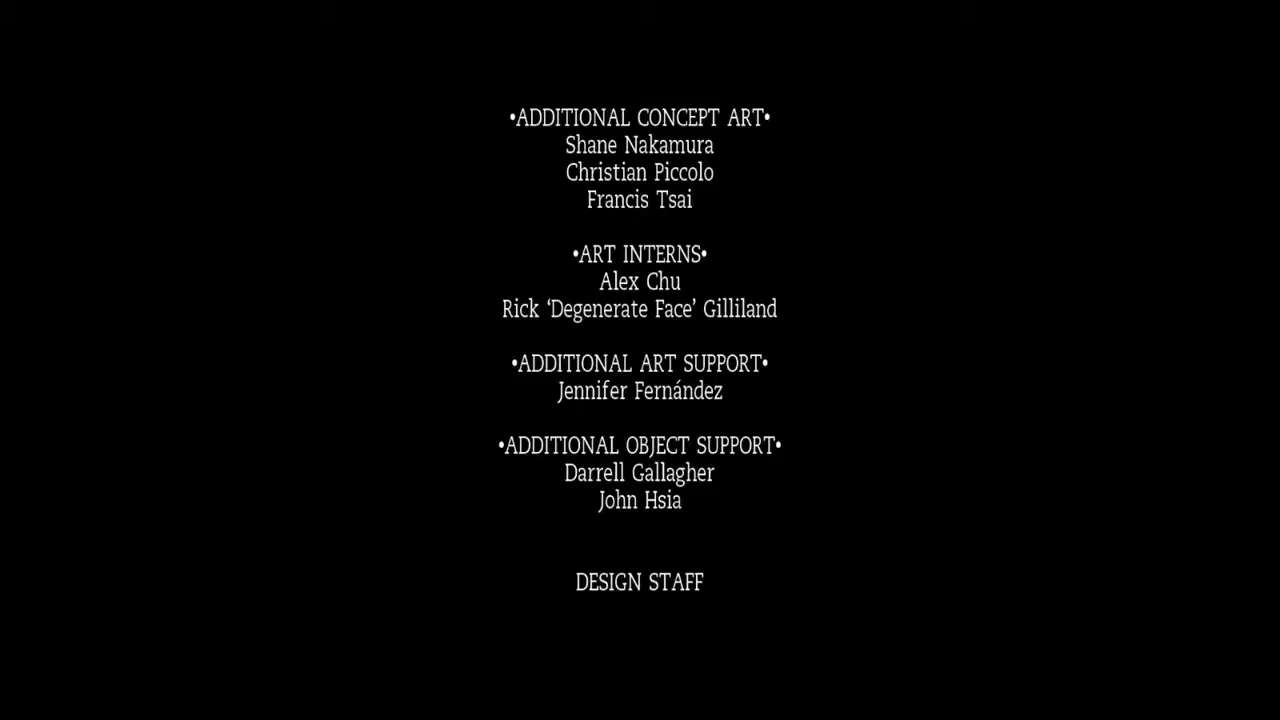 •ADDITIONAL CONCEPT ART•
Shane Nakamura
Christian Piccolo
Francis Tsai
•ART INTERNS•
Alex Chu
Rick ‘Degenerate Face’ Gilliland
•ADDITIONAL ART SUPPORT•
Jennifer Fernández
•ADDITIONAL OBJECT SUPPORT•
Darrell Gallagher
John Hsia
DESIGN STAFF